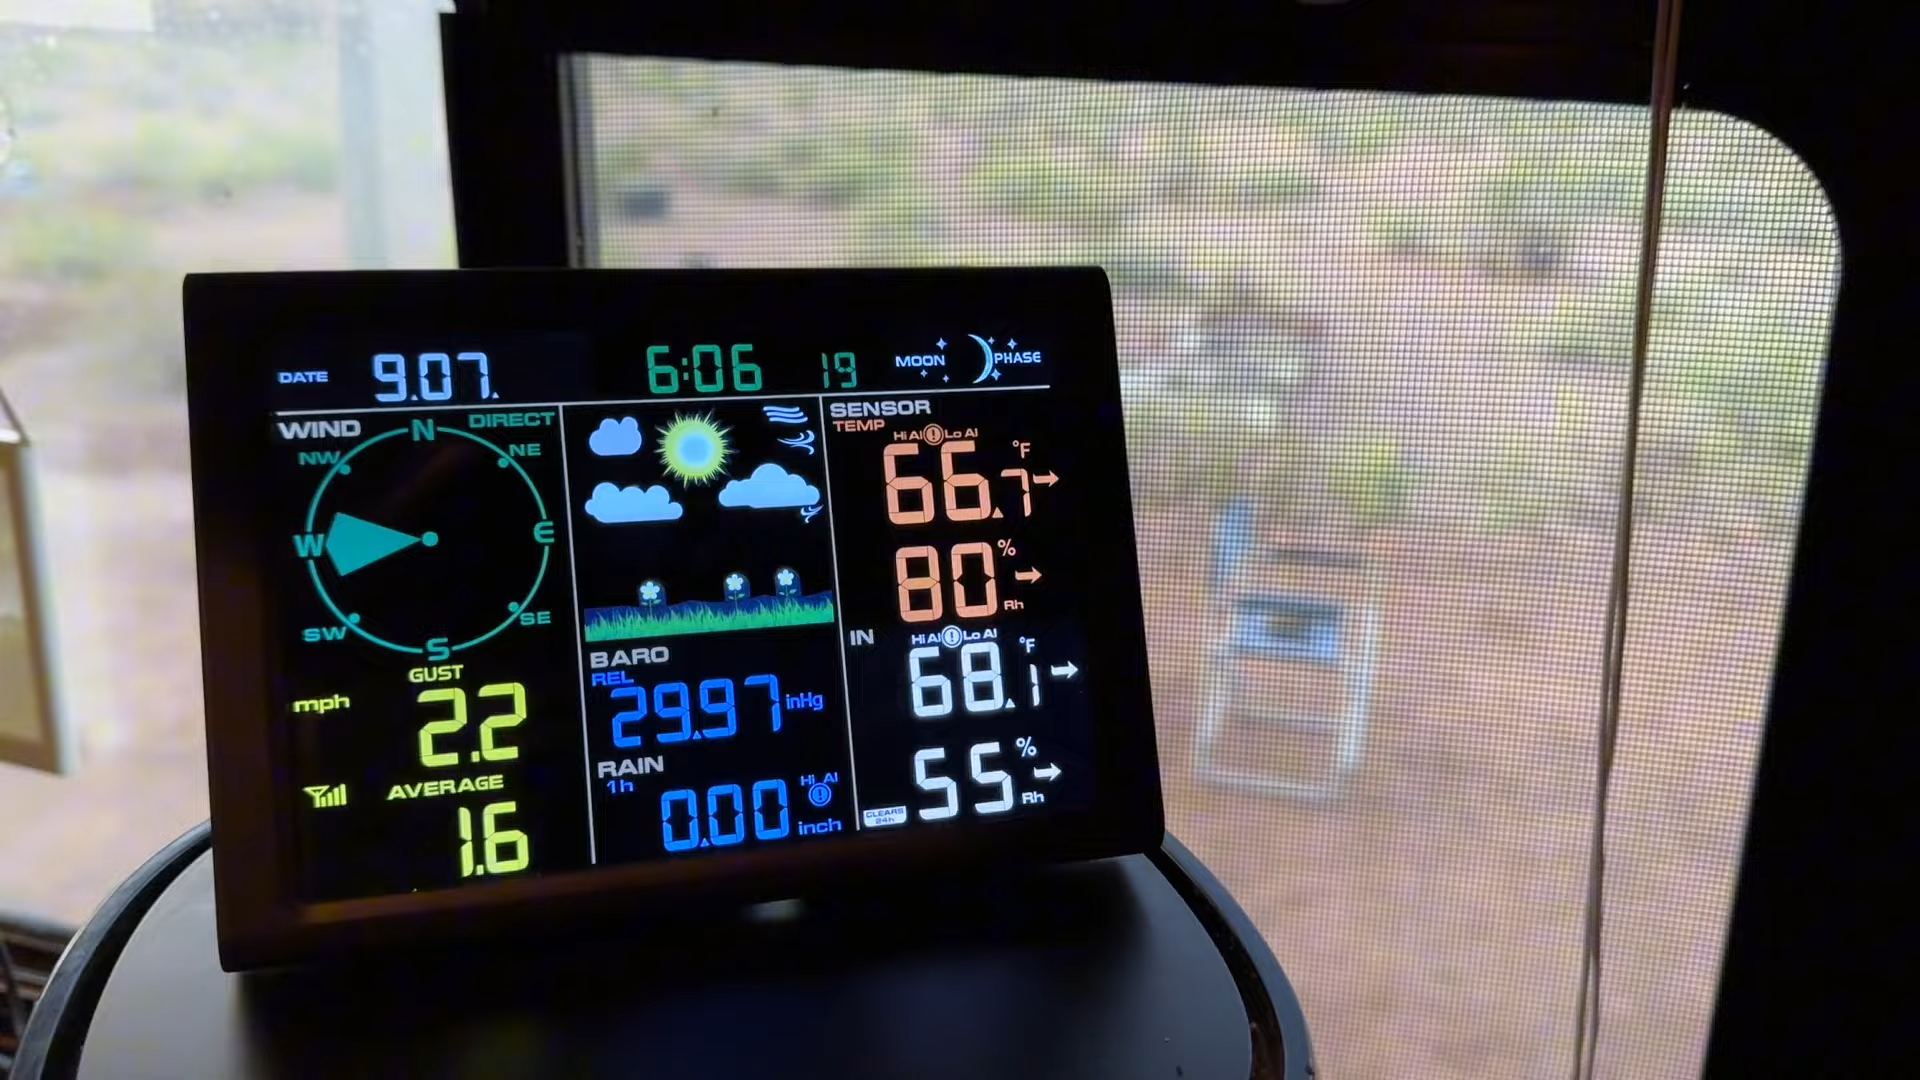 DATE 9.07. 6:06 19 MOON PHASE
WIND DIRECT
N
NW NE
W E
SW SE
S
GUST
mph 2.2
AVERAGE
1.6
BARO
REL
29.97 inHg
RAIN
1h Hi Al
0.00 inch
SENSOR
TEMP Hi Al Lo Al
66.7 °F
80 %
Rh
IN Hi Al Lo Al
68.1 °F
55 %
Rh
CLEARS
24h